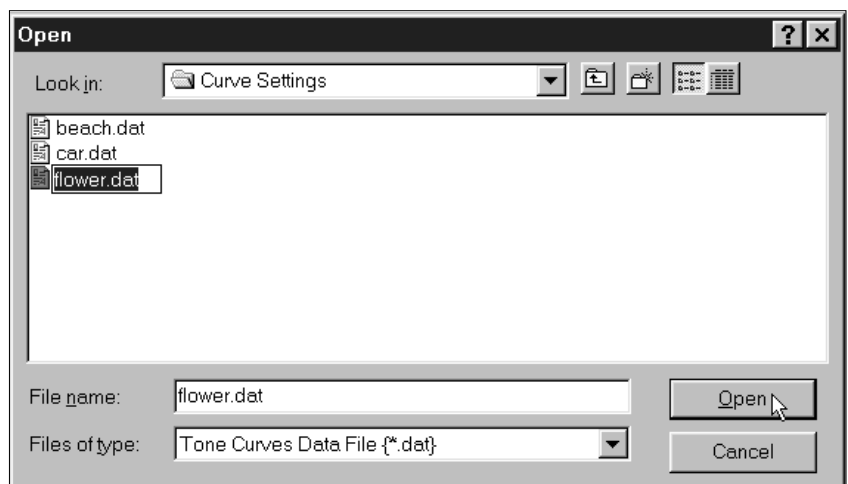 Open
Look in: Curve Settings
beach.dat
car.dat
flower.dat
File name: flower.dat Open
Files of type: Tone Curves Data File {*.dat} Cancel